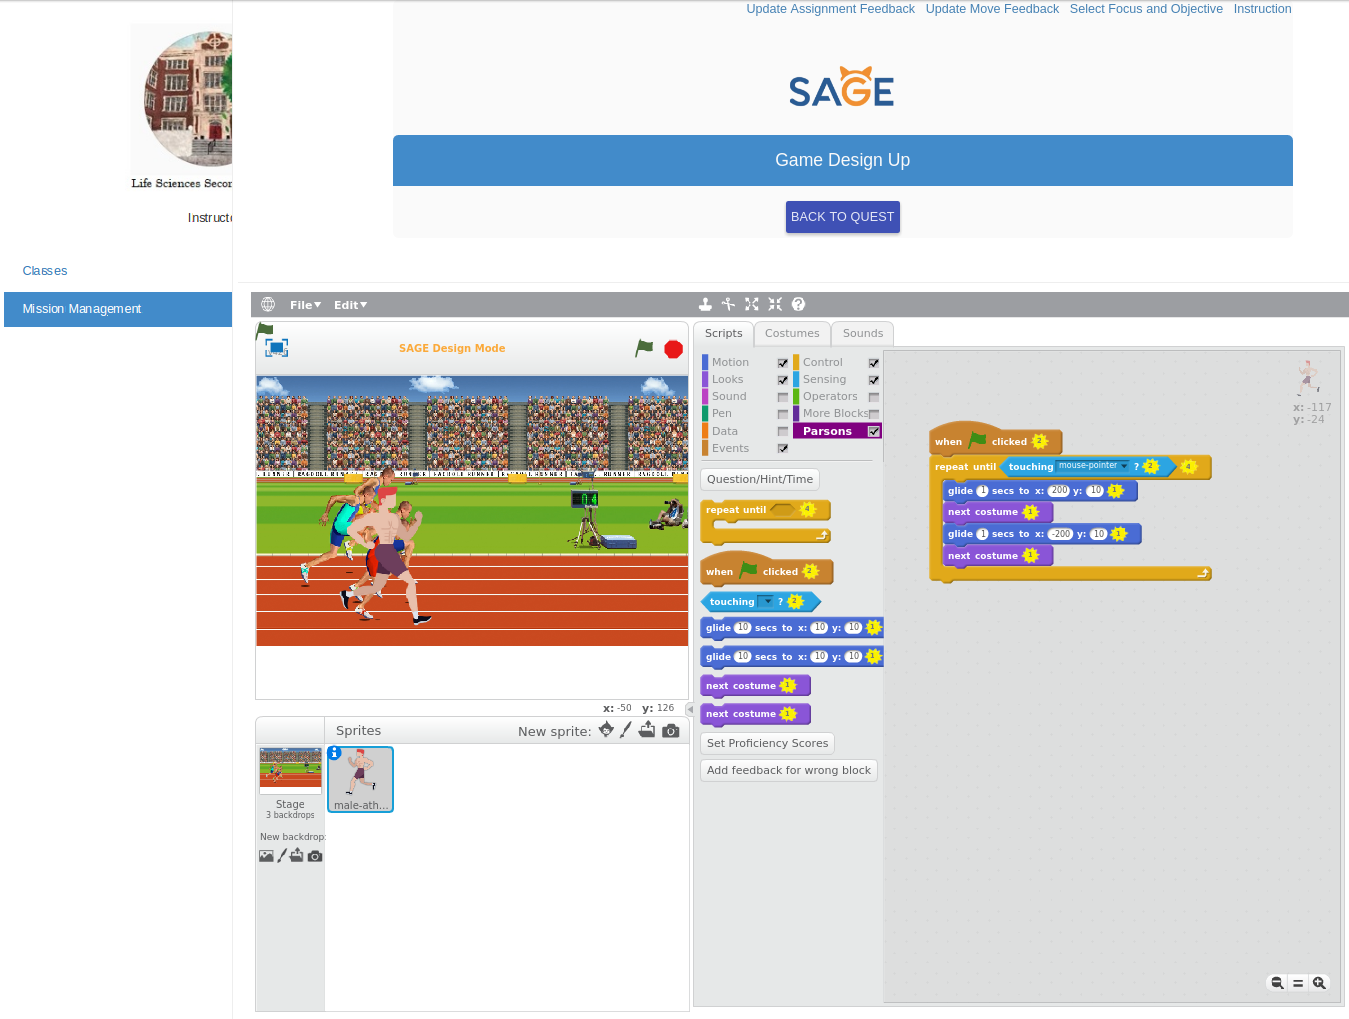 Update Assignment Feedback Update Move Feedback Select Focus and Objective Instruction
SAGE
Game Design Up
BACK TO QUEST
Life Sciences Secon
Instructo
Classes
Mission Management
File Edit
SAGE Design Mode
04
x: -50 y: 126
Sprites
New sprite:
Stage
3 backdrops
New backdrop:
male-ath...
Scripts Costumes Sounds
Motion Control
Looks Sensing
Sound Operators
Pen More Blocks
Data Parsons
Events
Question/Hint/Time
repeat until 4
when clicked 2
touching ? 2
glide 10 secs to x: 10 y: 10 1
glide 10 secs to x: 10 y: 10 1
next costume 1
next costume 1
Set Proficiency Scores
Add feedback for wrong block
x: -117
y: -24
when clicked 2
repeat until touching mouse-pointer ? 2 4
glide 1 secs to x: 200 y: 10 1
next costume 1
glide 1 secs to x: -200 y: 10 1
next costume 1